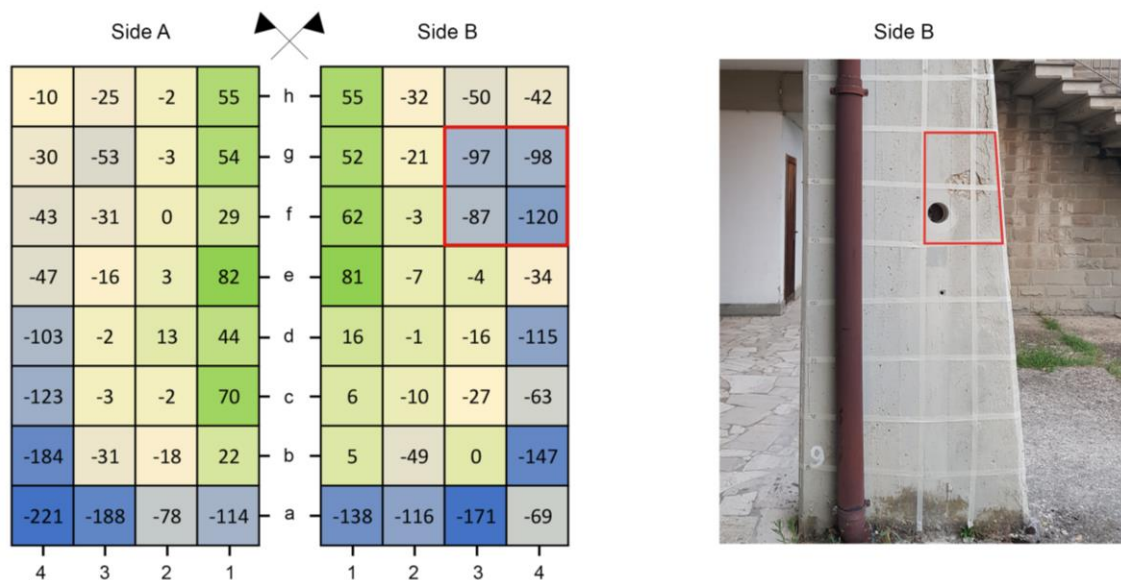 Side A Side B Side B
-10 -25 -2 55 h 55 -32 -50 -42
-30 -53 -3 54 g 52 -21 -97 -98
-43 -31 0 29 f 62 -3 -87 -120
-47 -16 3 82 e 81 -7 -4 -34
-103 -2 13 44 d 16 -1 -16 -115
-123 -3 -2 70 c 6 -10 -27 -63
-184 -31 -18 22 b 5 -49 0 -147
9
-221 -188 -78 -114 a -138 -116 -171 -69
4 3 2 1 1 2 3 4